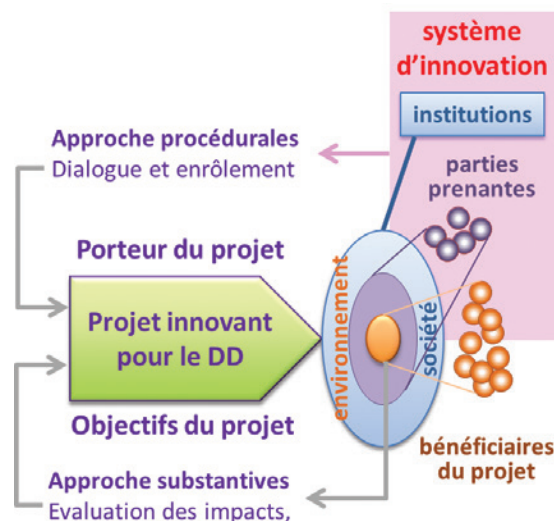 système
d'innovation
institutions
Approche procédurales
Dialogue et enrôlement
parties
prenantes
Porteur du projet
Projet innovant
pour le DD
environnement
société
Objectifs du projet
bénéficiaires
du projet
Approche substantives
Evaluation des impacts,